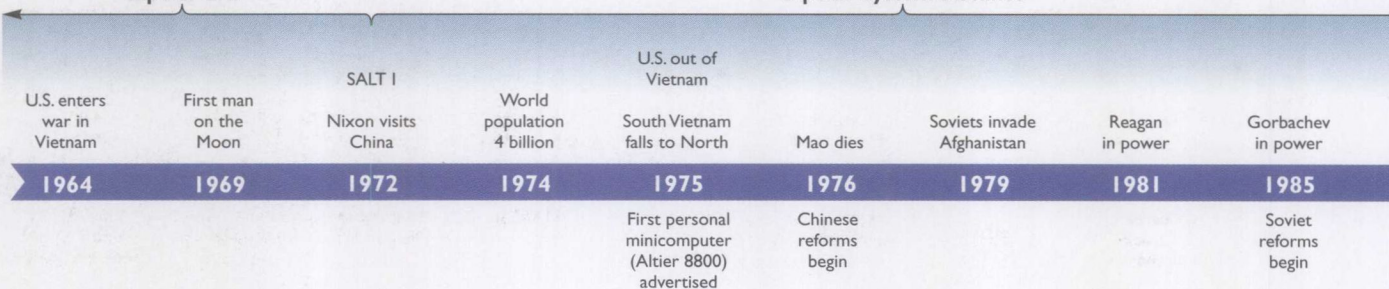 SALT I
U.S. out of
Vietnam
U.S. enters
war in
Vietnam
First man
on the
Moon
Nixon visits
China
World
population
4 billion
South Vietnam
falls to North
Mao dies
Soviets invade
Afghanistan
Reagan
in power
Gorbachev
in power
1964
1969
1972
1974
1975
1976
1979
1981
1985
First personal
minicomputer
(Altier 8800)
advertised
Chinese
reforms
begin
Soviet
reforms
begin